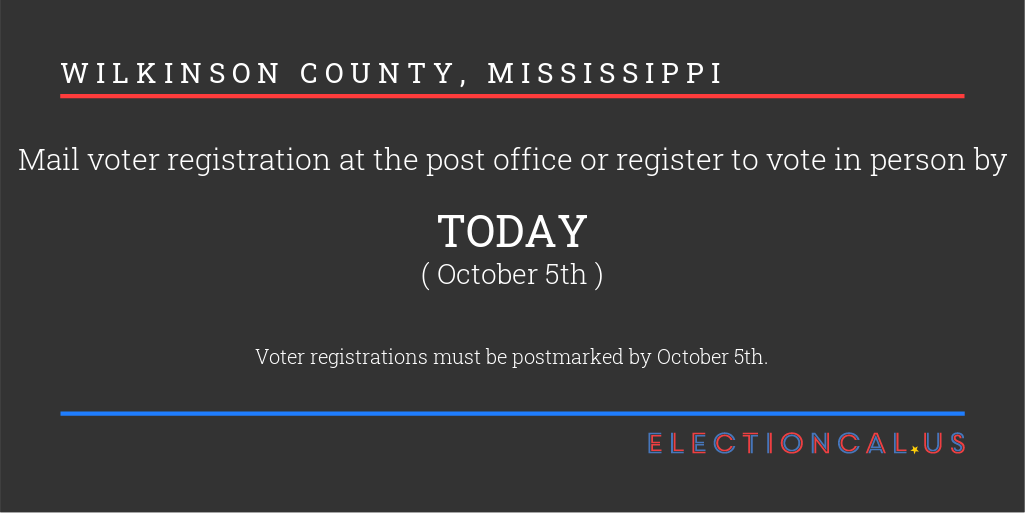 WILKINSON COUNTY, MISSISSIPPI
Mail voter registration at the post office or register to vote in person by
TODAY
( October 5th )
Voter registrations must be postmarked by October 5th.
ELECTIONCAL.US